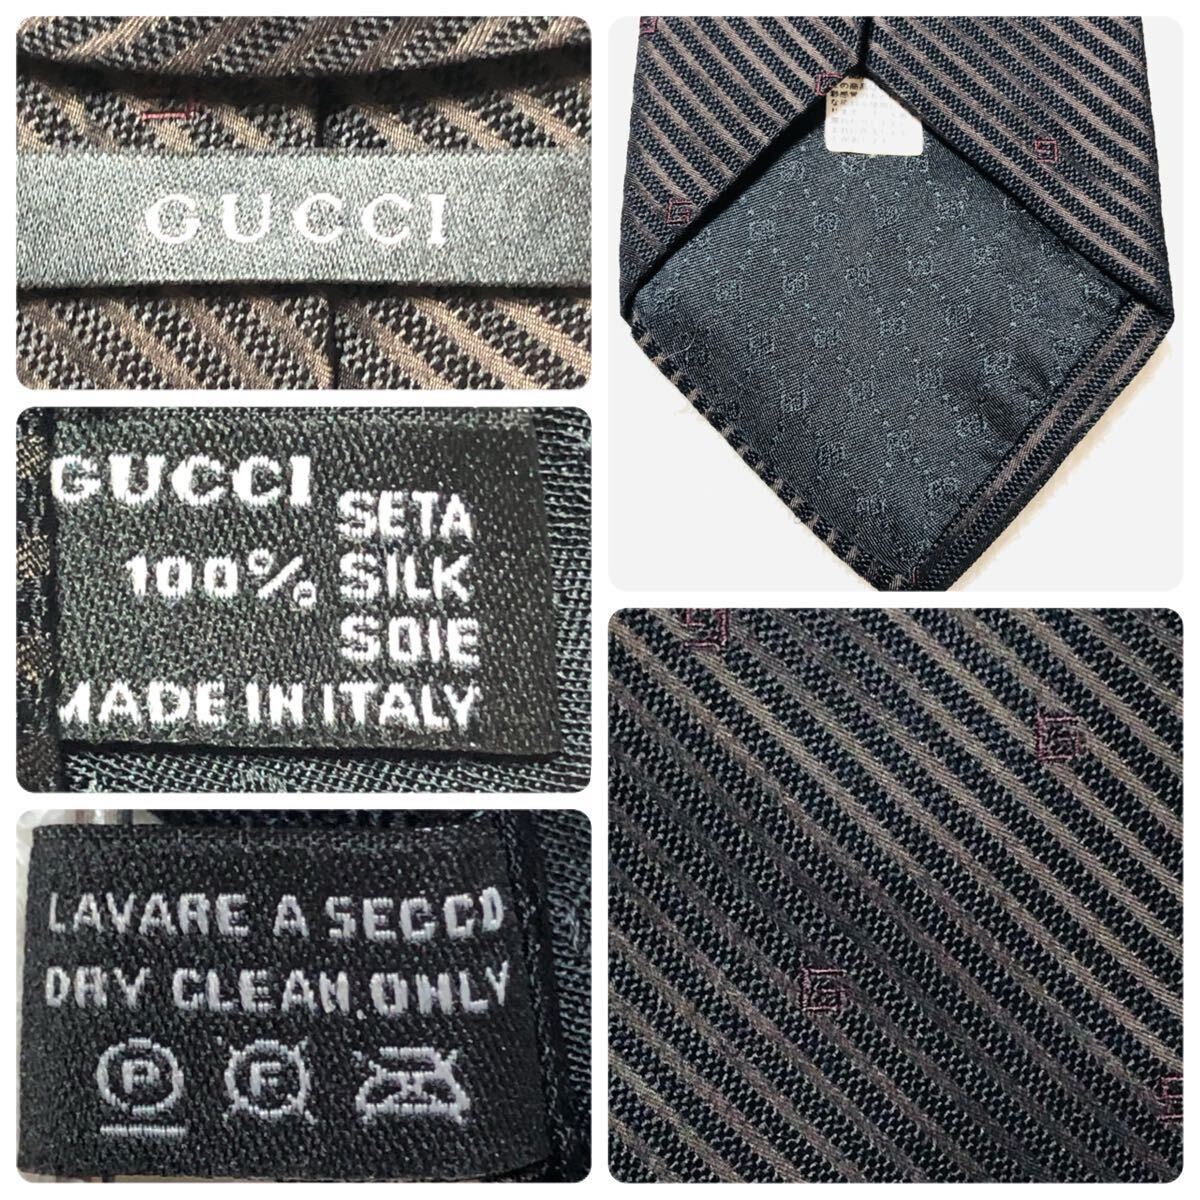 GUCCI
GUCCI
100%
SETA
SILK
SOIE
MADE IN ITALY
LAVARE A SECCO
DRY CLEAN ONLY
P
F